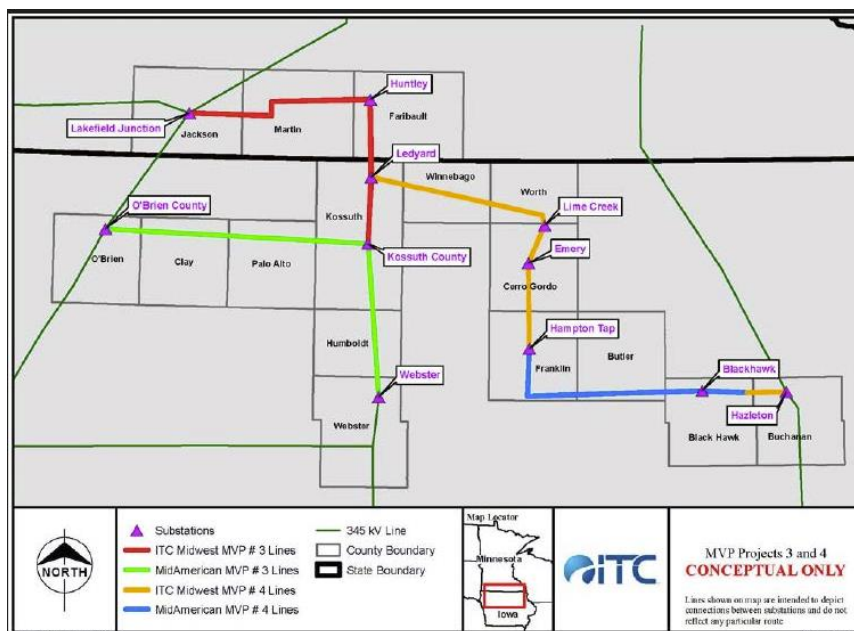 Huntley
Lakefield Junction
Jackson
Martin
Faribault
Ledyard
Winnebago
Worth
Kossuth
Lime Creek
O'Brien County
Emery
Kossuth County
O'Brien
Clay
Palo Alto
Cerro Gordo
Hampton Tap
Humboldt
Franklin
Butler
Blackhawk
Webster
Hazleton
Webster
Black Hawk
Buchanan
NORTH
Substations
ITC Midwest MVP # 3 Lines
MidAmerican MVP # 3 Lines
ITC Midwest MVP # 4 Lines
MidAmerican MVP # 4 Lines
345 kV Line
County Boundary
State Boundary
Map Locator
Minnesota
Iowa
ITC
MVP Projects 3 and 4
CONCEPTUAL ONLY
Lines shown on map are intended to depict
connections between substations and do not
reflect any particular route